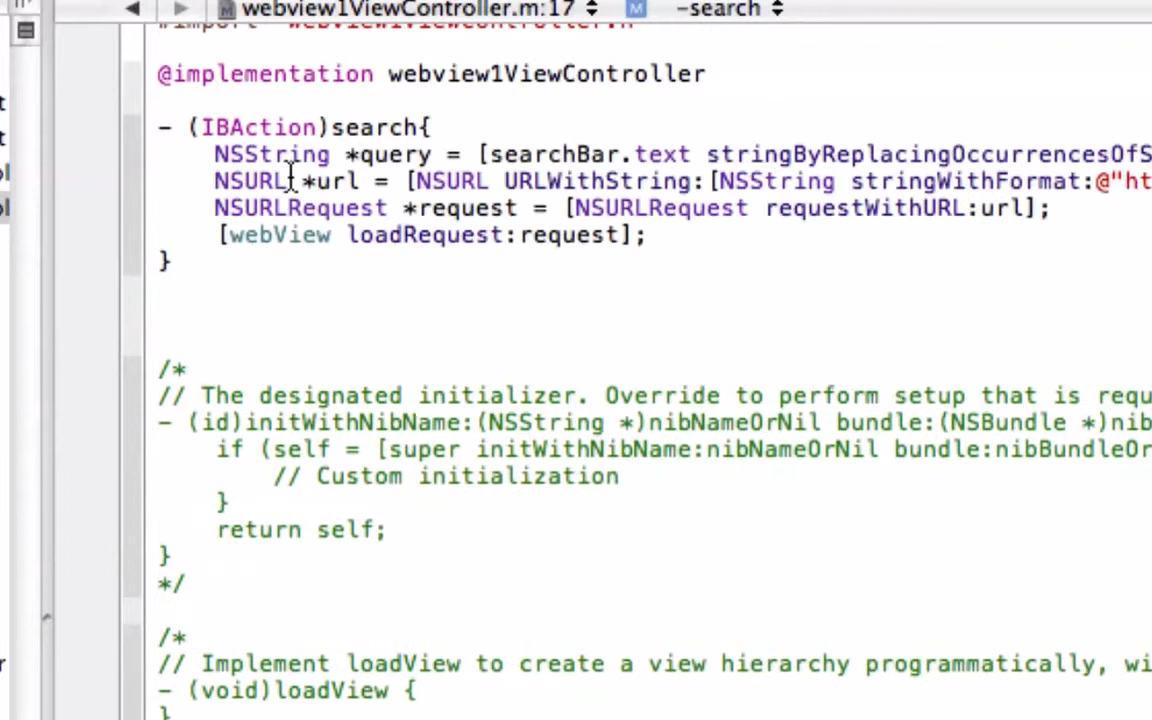 webview1ViewController.m:17 -search
#import "webview1ViewController.h"
@implementation webview1ViewController
- (IBAction)search{
NSString *query = [searchBar.text stringByReplacingOccurrencesOfS
NSURL *url = [NSURL URLWithString:[NSString stringWithFormat:@"ht
NSURLRequest *request = [NSURLRequest requestWithURL:url];
[webView loadRequest:request];
}
/*
// The designated initializer. Override to perform setup that is requ
- (id)initWithNibName:(NSString *)nibNameOrNil bundle:(NSBundle *)nib
if (self = [super initWithNibName:nibNameOrNil bundle:nibBundleOr
// Custom initialization
}
return self;
}
*/
/*
// Implement loadView to create a view hierarchy programmatically, wi
- (void)loadView {
}